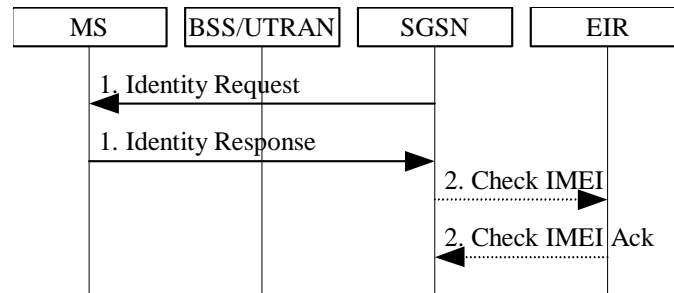 MS BSS/UTRAN SGSN EIR
1. Identity Request
1. Identity Response
2. Check IMEI
2. Check IMEI Ack